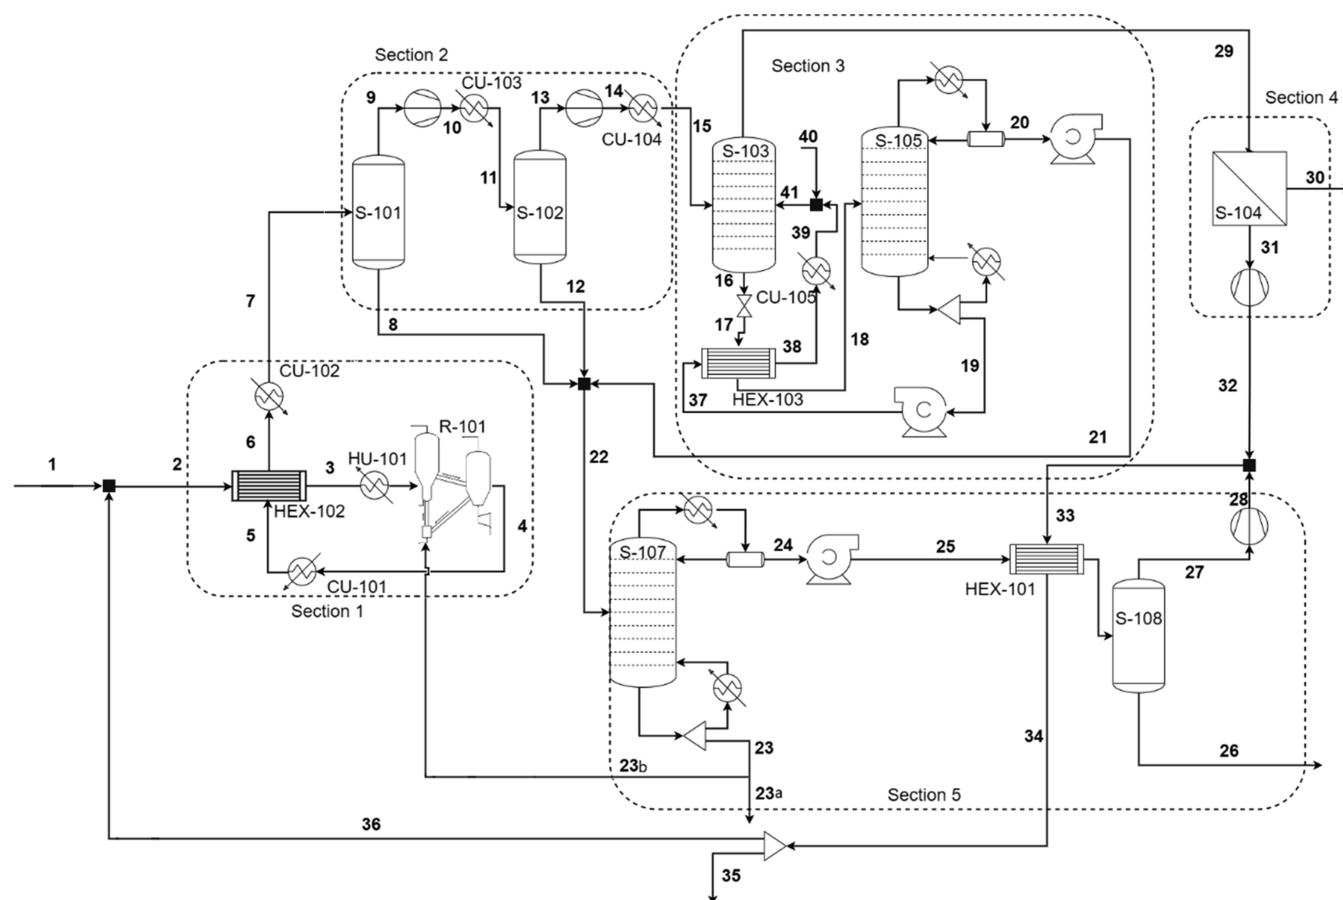 Section 2
Section 3
Section 4
Section 1
Section 5
9
CU-103
10
13
14
CU-104
15
11
S-101
S-102
12
7
8
S-103
40
41
39
16
CU-105
17
38
HEX-103
37
18
S-105
20
19
21
29
S-104
30
31
32
CU-102
6
R-101
1
2
3
HU-101
HEX-102
5
4
CU-101
22
S-107
24
25
33
28
HEX-101
27
S-108
23
23b
23a
34
26
36
35